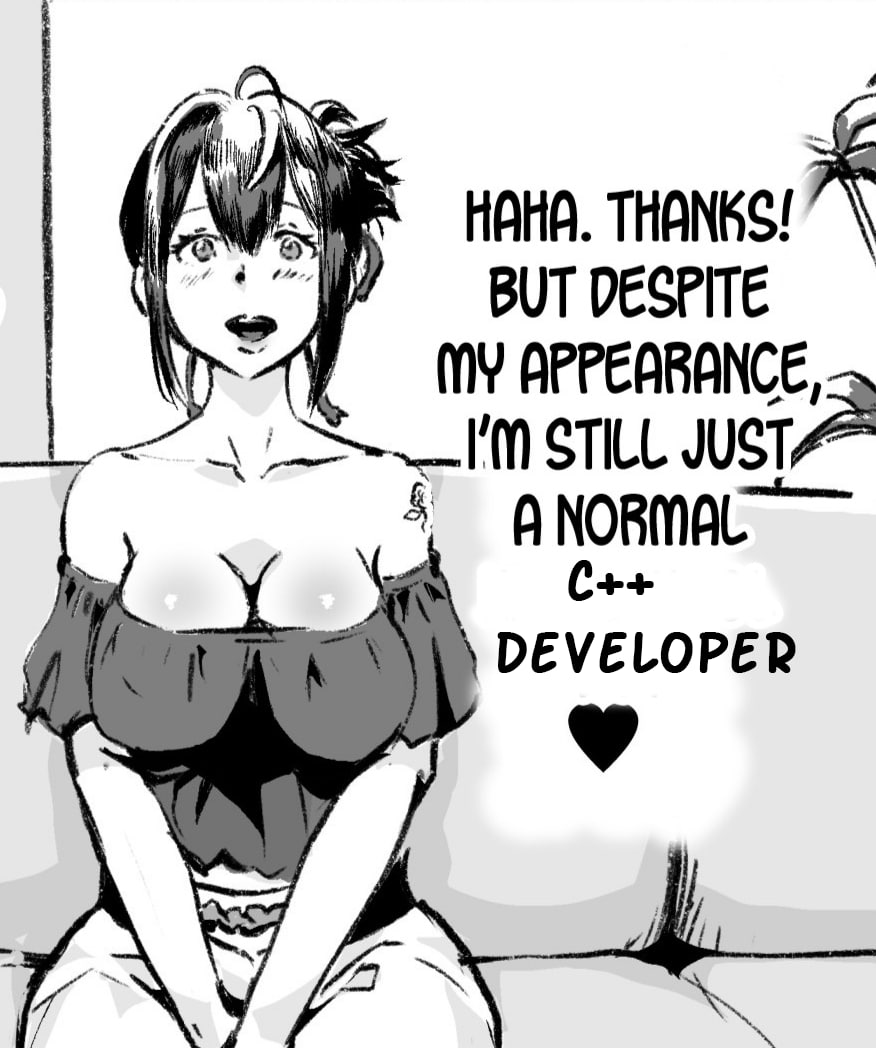 HAHA. THANKS!
BUT DESPITE
MY APPEARANCE,
I'M STILL JUST
A NORMAL
C++
DEVELOPER
♥